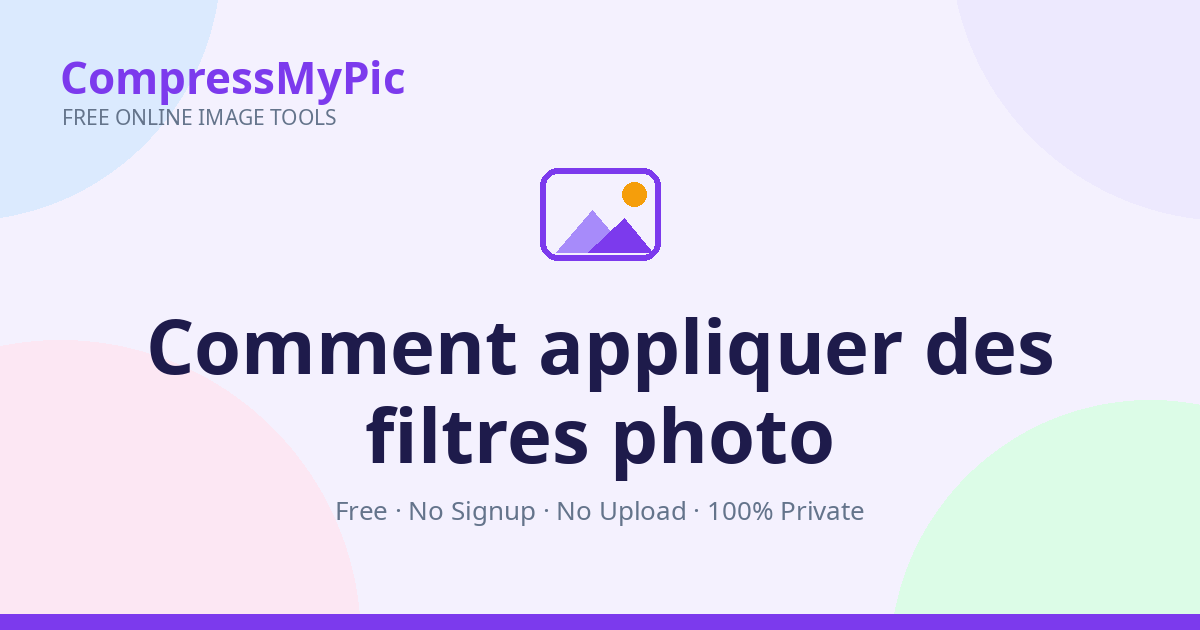 CompressMyPic
FREE ONLINE IMAGE TOOLS
Comment appliquer des
filtres photo
Free · No Signup · No Upload · 100% Private